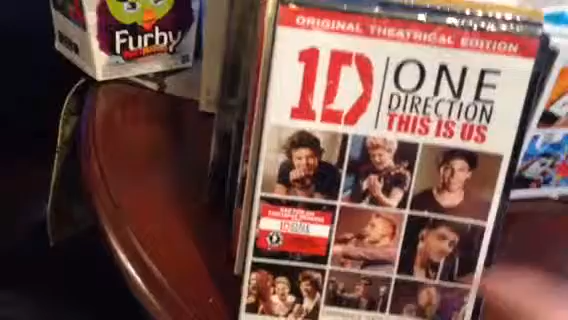 Furby
ORIGINAL THEATRICAL EDITION
1D
ONE
DIRECTION
THIS IS US